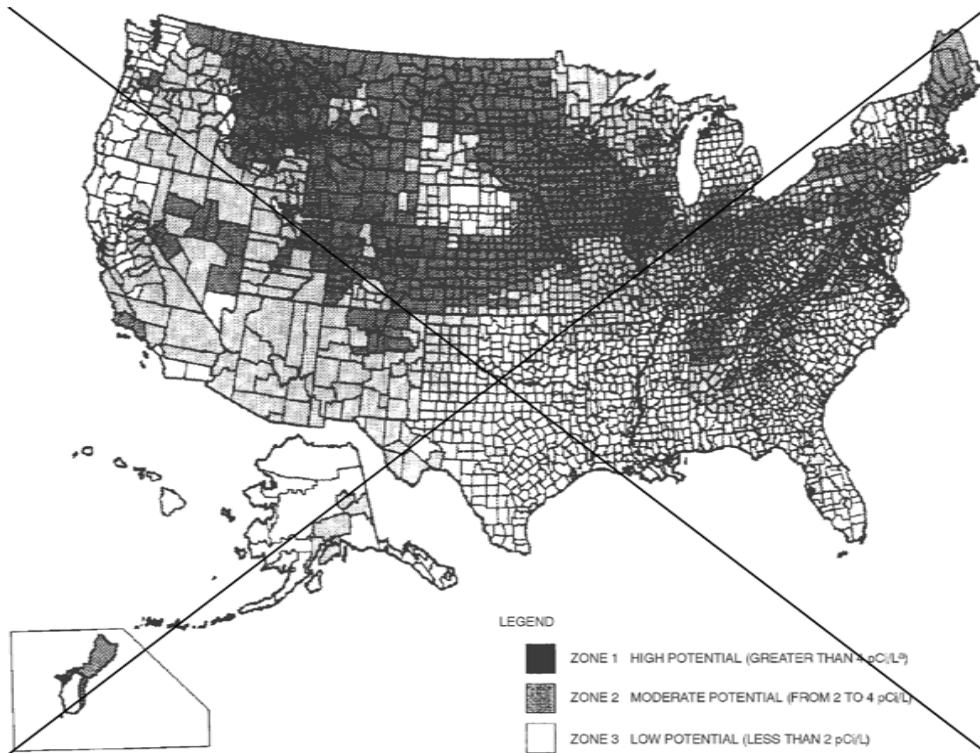 LEGEND
ZONE 1 HIGH POTENTIAL (GREATER THAN 4 pCi/Lª)
ZONE 2 MODERATE POTENTIAL (FROM 2 TO 4 pCi/L)
ZONE 3 LOW POTENTIAL (LESS THAN 2 pCi/L)